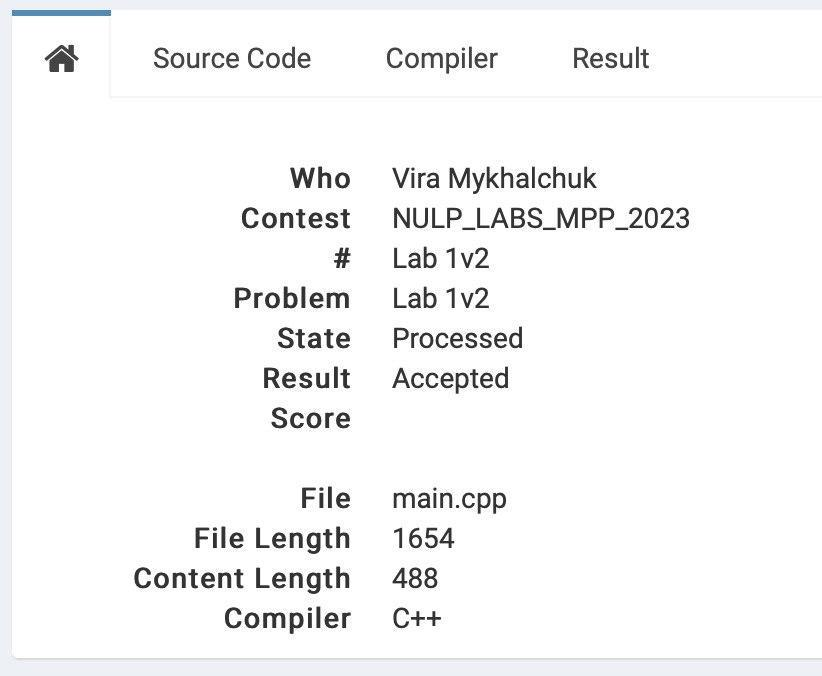 Source Code Compiler Result
Who Vira Mykhalchuk
Contest NULP_LABS_MPP_2023
# Lab 1v2
Problem Lab 1v2
State Processed
Result Accepted
Score
File main.cpp
File Length 1654
Content Length 488
Compiler C++